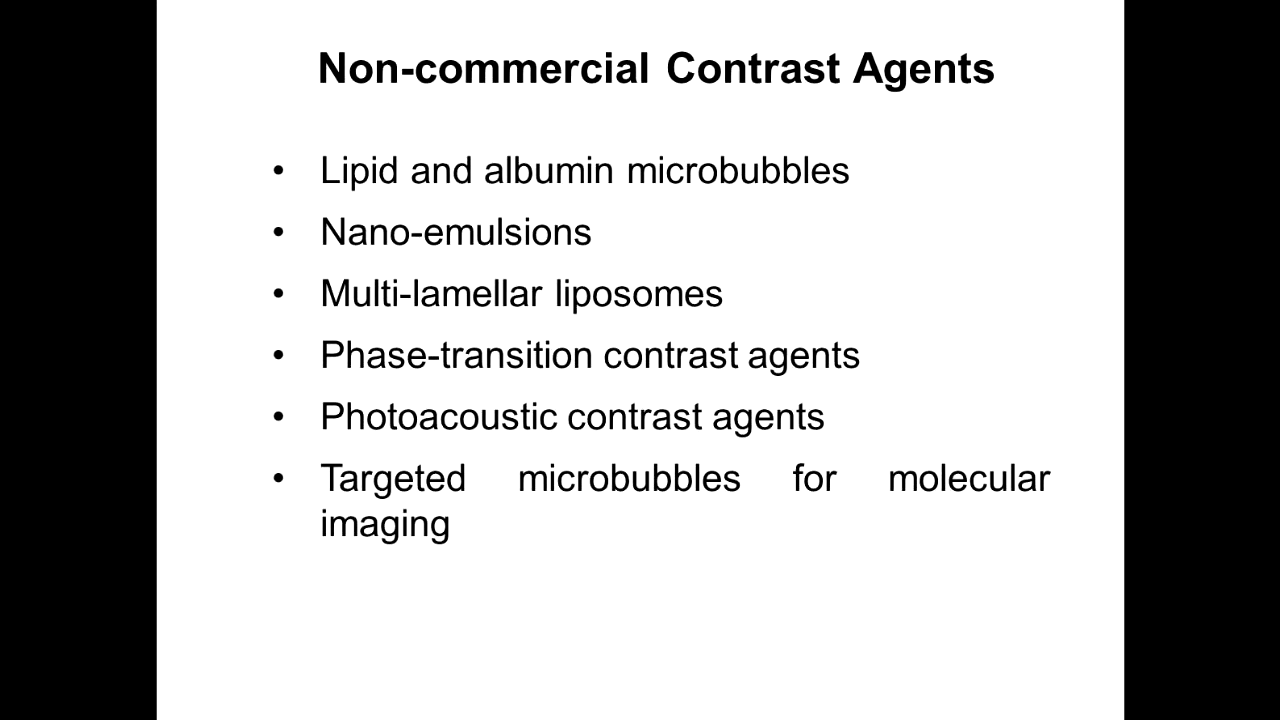 Non-commercial Contrast Agents
• Lipid and albumin microbubbles
• Nano-emulsions
• Multi-lamellar liposomes
• Phase-transition contrast agents
• Photoacoustic contrast agents
• Targeted microbubbles for molecular
imaging